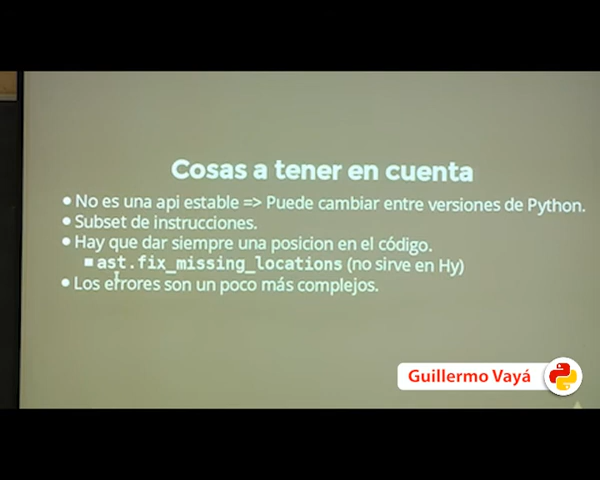 Cosas a tener en cuenta
• No es una api estable => Puede cambiar entre versiones de Python.
• Subset de instrucciones.
• Hay que dar siempre una posicion en el código.
▪ ast.fix_missing_locations (no sirve en Hy)
• Los errores son un poco más complejos.
Guillermo Vayá